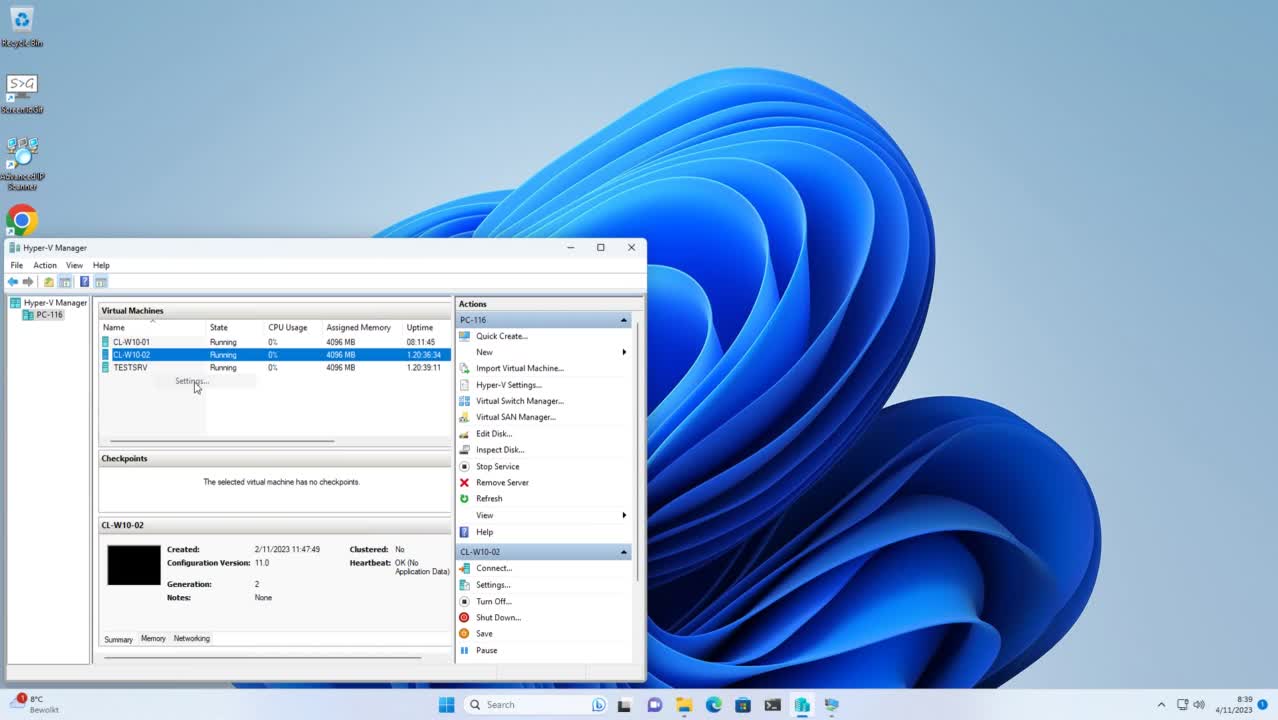 Recycle Bin
S>G
ScreenToGif
Advanced IP
Scanner
Hyper-V Manager
File Action View Help
Hyper-V Manager
PC-116
Virtual Machines
Name State CPU Usage Assigned Memory Uptime
CL-W10-01 Running 0% 4096 MB 08:11:45
CL-W10-02 Running 0% 4096 MB 1.20:36:34
TESTSRV Running 0% 4096 MB 1.20:39:11
Settings...
Checkpoints
The selected virtual machine has no checkpoints.
CL-W10-02
Created: 2/11/2023 11:47:49 Clustered: No
Configuration Version: 11.0 Heartbeat: OK (No
Application Data)
Generation: 2
Notes: None
Summary Memory Networking
Actions
PC-116
Quick Create...
New
Import Virtual Machine...
Hyper-V Settings...
Virtual Switch Manager...
Virtual SAN Manager...
Edit Disk...
Inspect Disk...
Stop Service
Remove Server
Refresh
View
Help
CL-W10-02
Connect...
Settings...
Turn Off...
Shut Down...
Save
Pause
1
8°C
Bewolkt
Search
8:39
4/11/2023
1